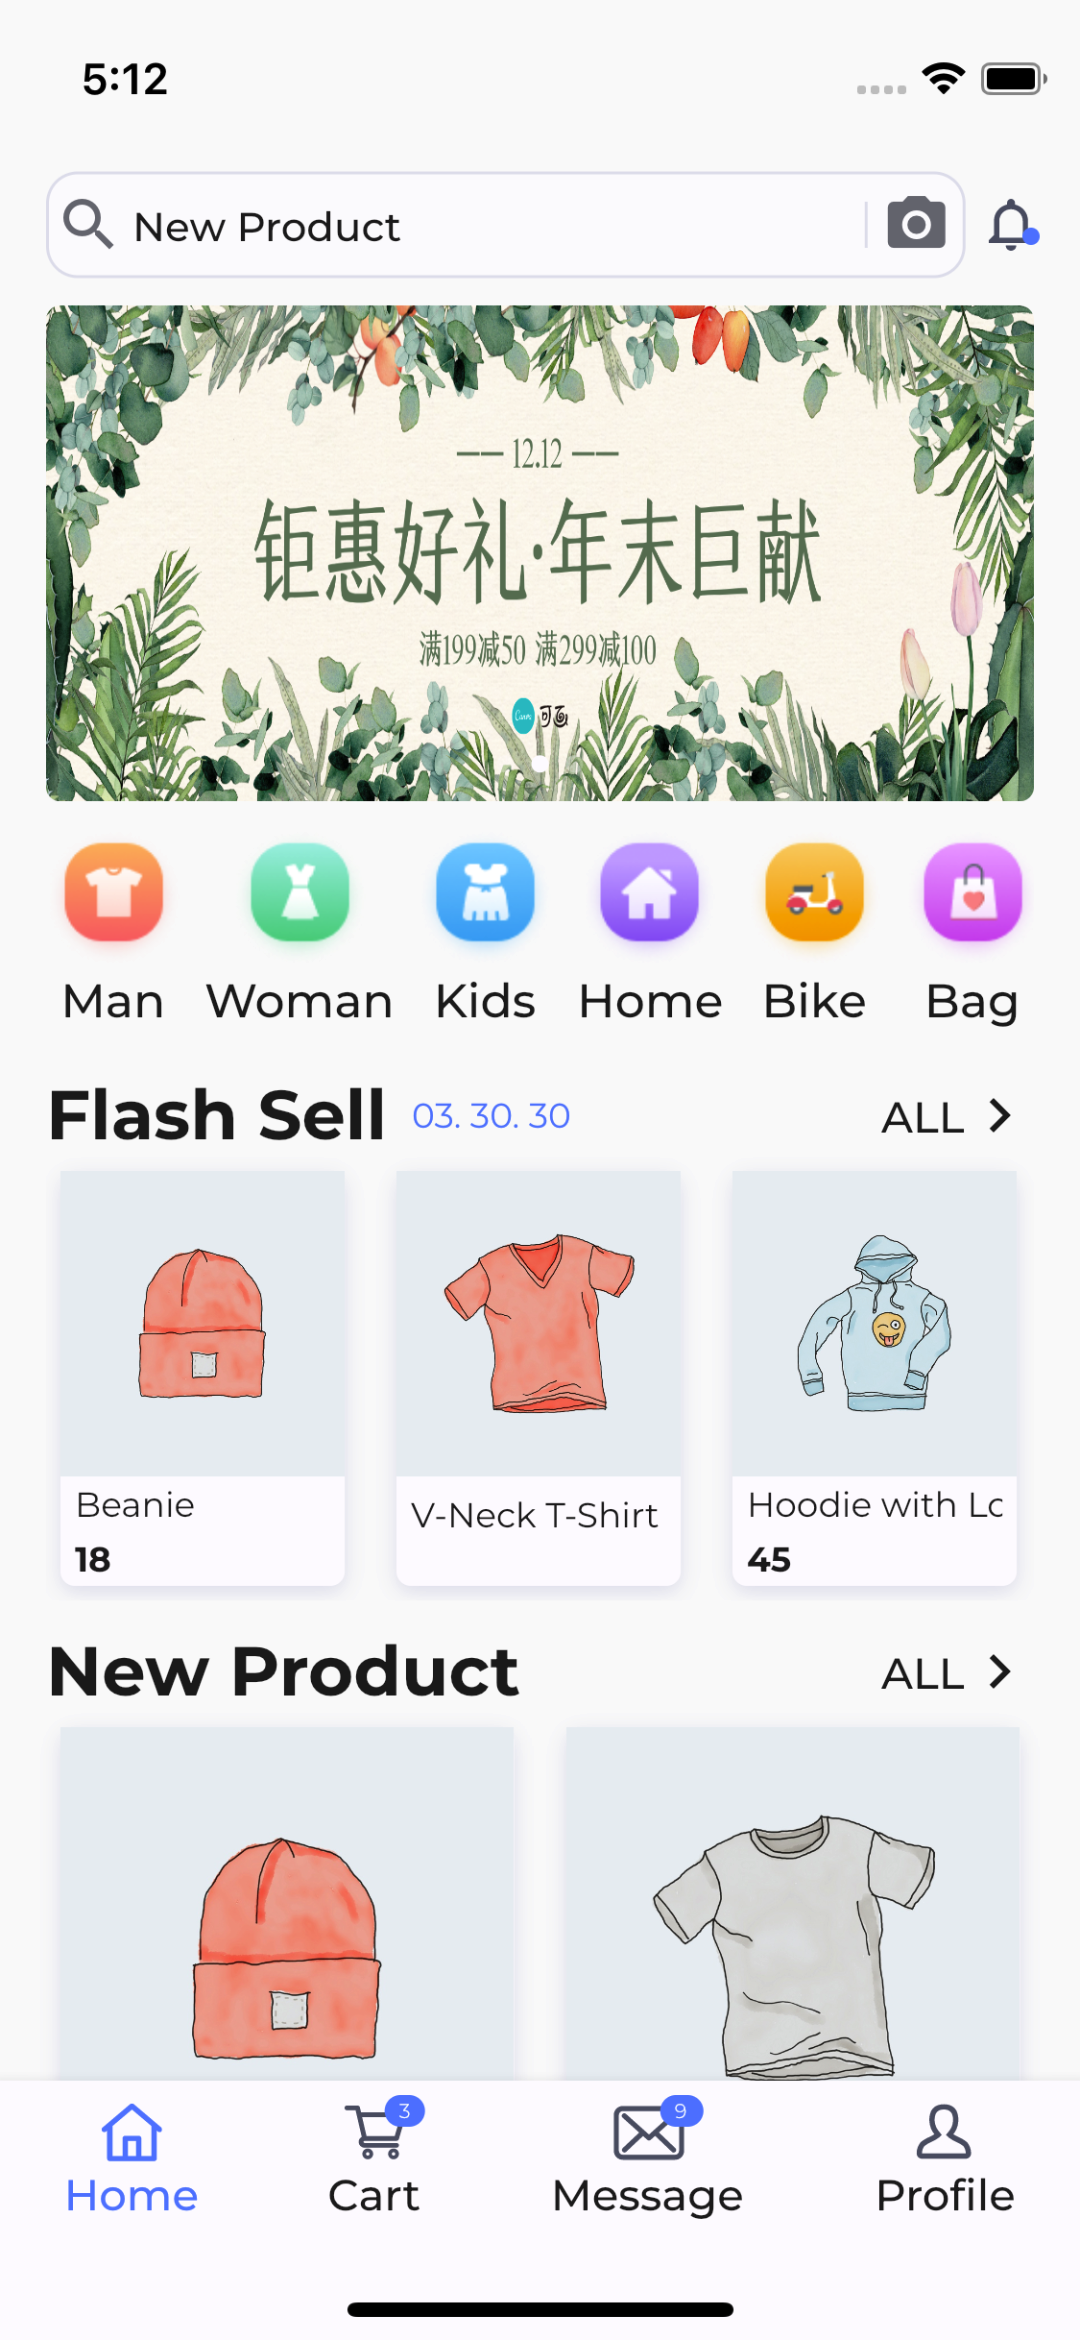 5:12
New Product
12.12
钜惠好礼·年末巨献
满199减50 满299减100
Canva 可画
Man Woman Kids Home Bike Bag
Flash Sell 03. 30. 30 ALL
Beanie
18
V-Neck T-Shirt
Hoodie with Lo
45
New Product ALL
3 9
Home Cart Message Profile